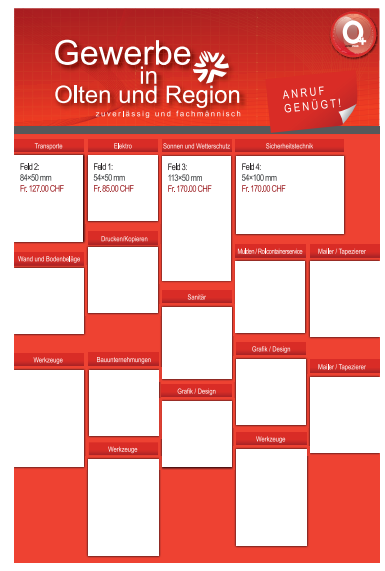 Gewerbe
in
Olten und Region
zuverlässig und fachmännisch
Q
ANRUF
GENÜGT!
Transporte
Elektro
Sonnen und Wetterschutz
Sicherheitstechnik
Feld 2:
84×50 mm
Fr. 127,00 CHF
Feld 1:
54×50 mm
Fr. 85,00 CHF
Feld 3:
113×50 mm
Fr. 170,00 CHF
Feld 4:
54×100 mm
Fr. 170,00 CHF
Drucken/Kopieren
Wand und Bodenbeläge
Mulden / Rollcontainerservice
Mailer / Tapezierer
Sanitär
Werkzeuge
Bauunternehmungen
Grafik / Design
Mailer / Tapezierer
Grafik / Design
Werkzeuge
Werkzeuge